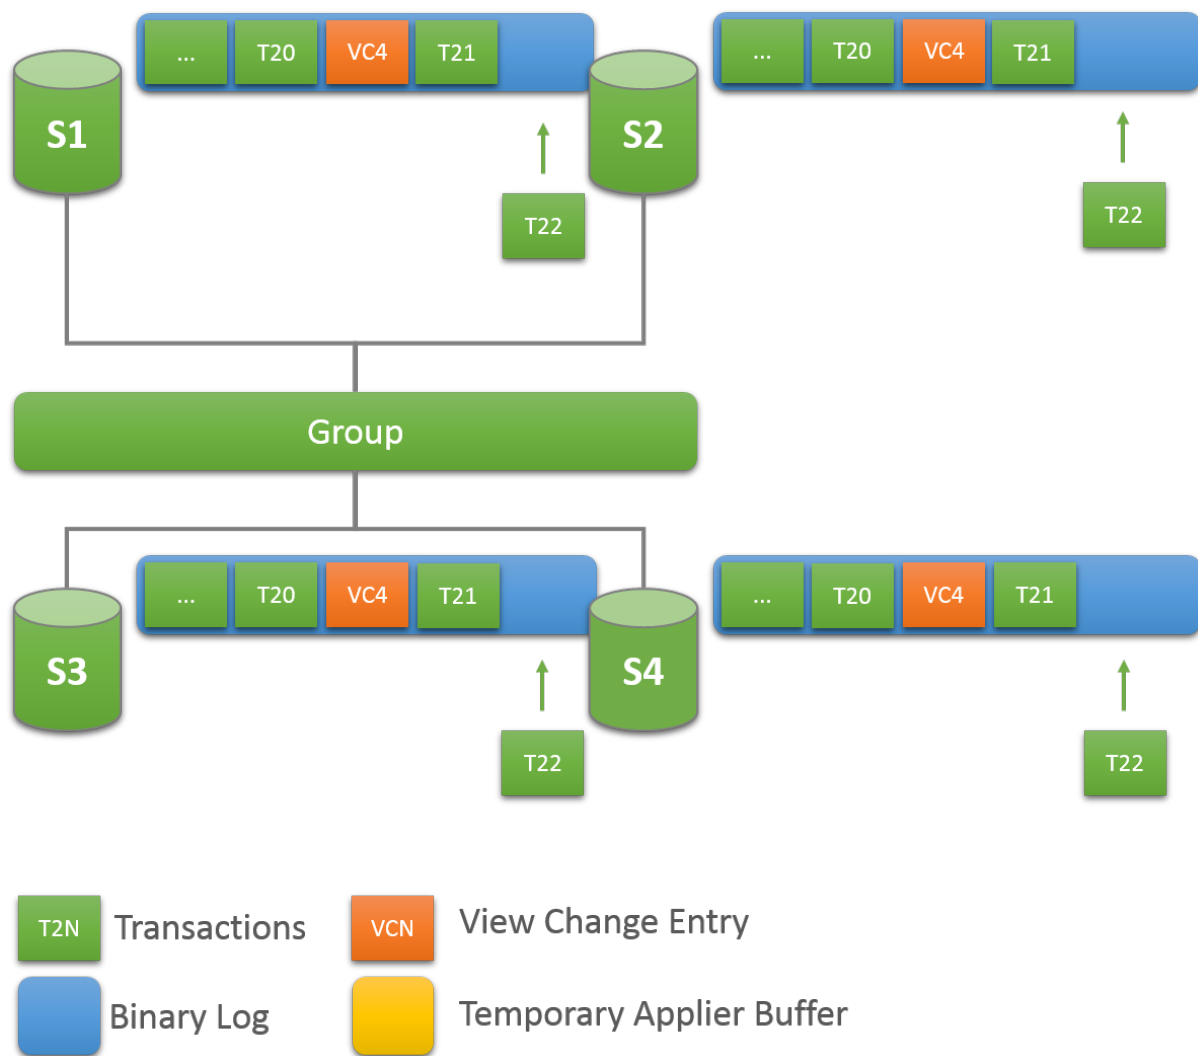 ... T20 VC4 T21
... T20 VC4 T21
S1
S2
T22
T22
Group
... T20 VC4 T21
... T20 VC4 T21
S3
S4
T22
T22
T2N Transactions
VCN View Change Entry
Binary Log
Temporary Applier Buffer